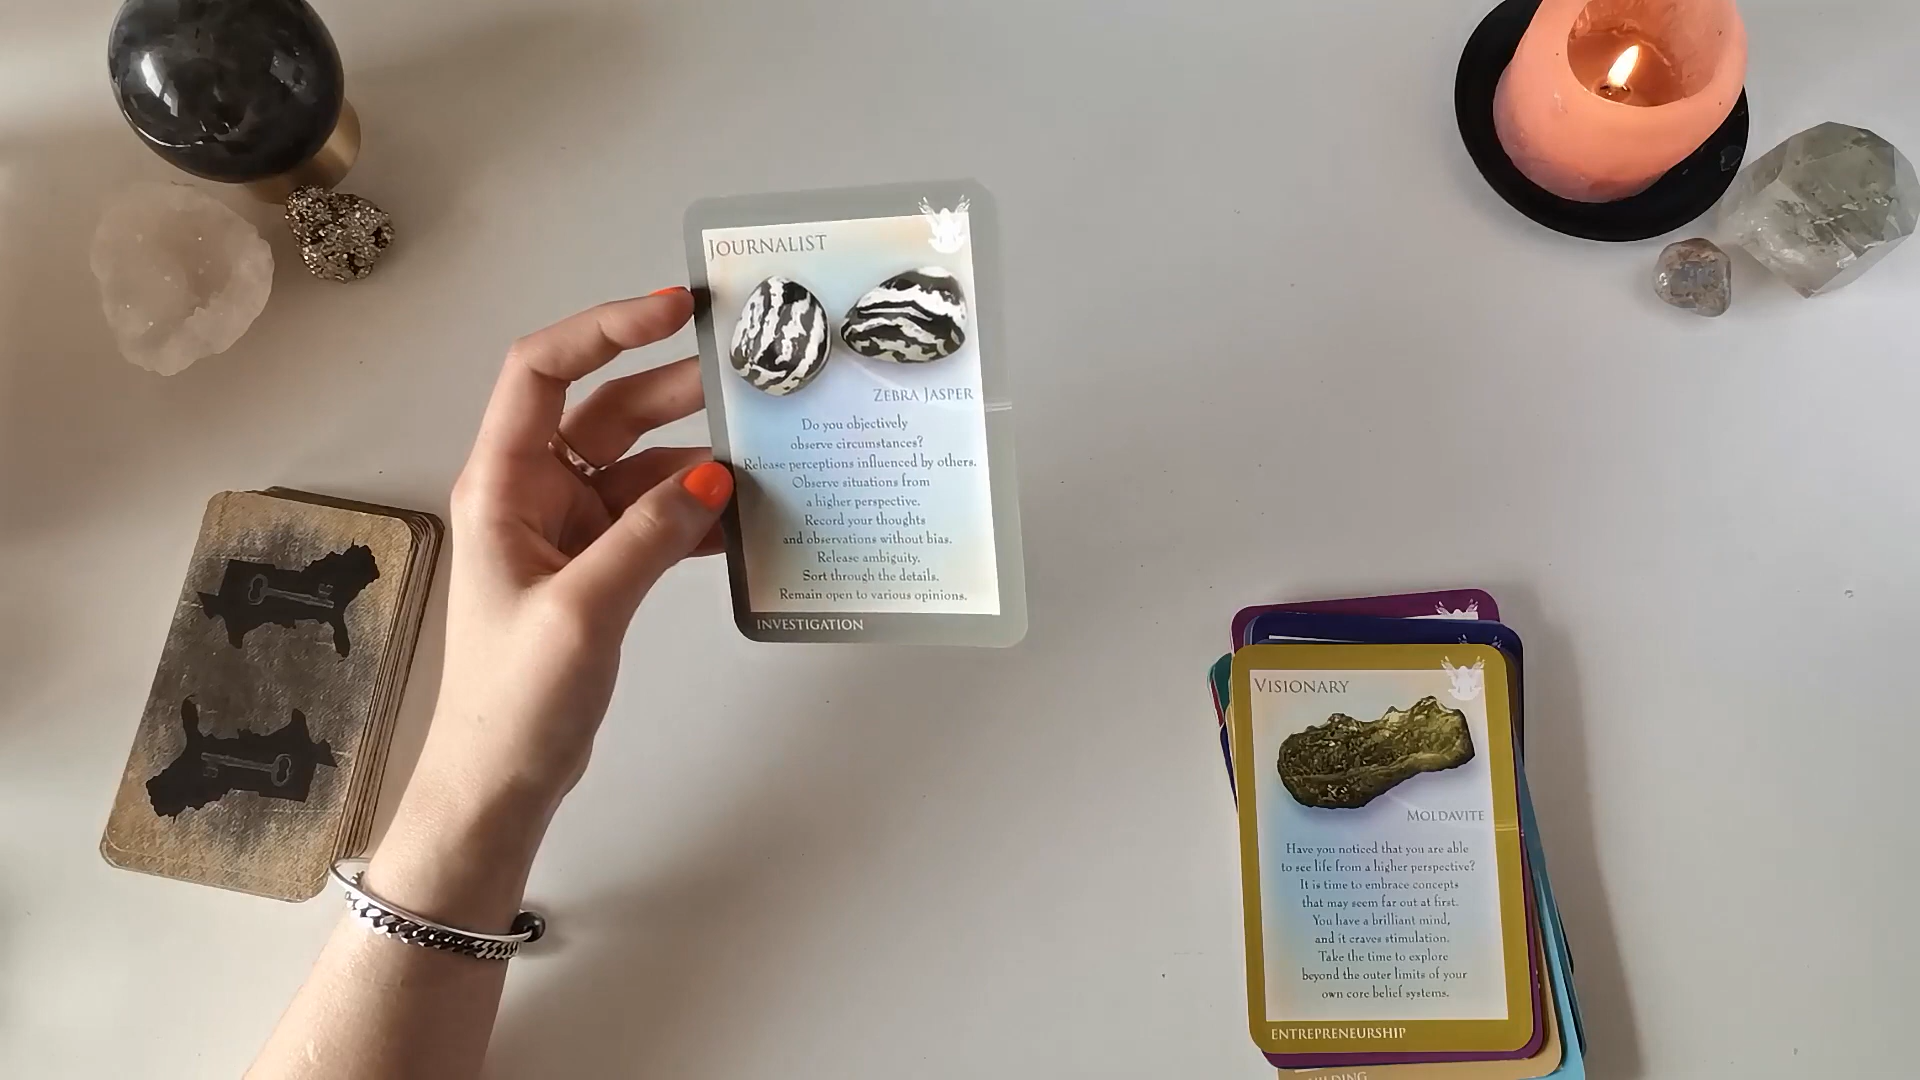 JOURNALIST
ZEBRA JASPER
Do you objectively
observe circumstances?
Release perceptions influenced by others.
Observe situations from
a higher perspective.
Record your thoughts
and observations without bias.
Release ambiguity.
Sort through the details.
Remain open to various opinions.
INVESTIGATION
VISIONARY
MOLDAVITE
Have you noticed that you are able
to see life from a higher perspective?
It is time to embrace concepts
that may seem far out at first.
You have a brilliant mind,
and it craves stimulation.
Take the time to explore
beyond the outer limits of your
own core belief systems.
ENTREPRENEURSHIP